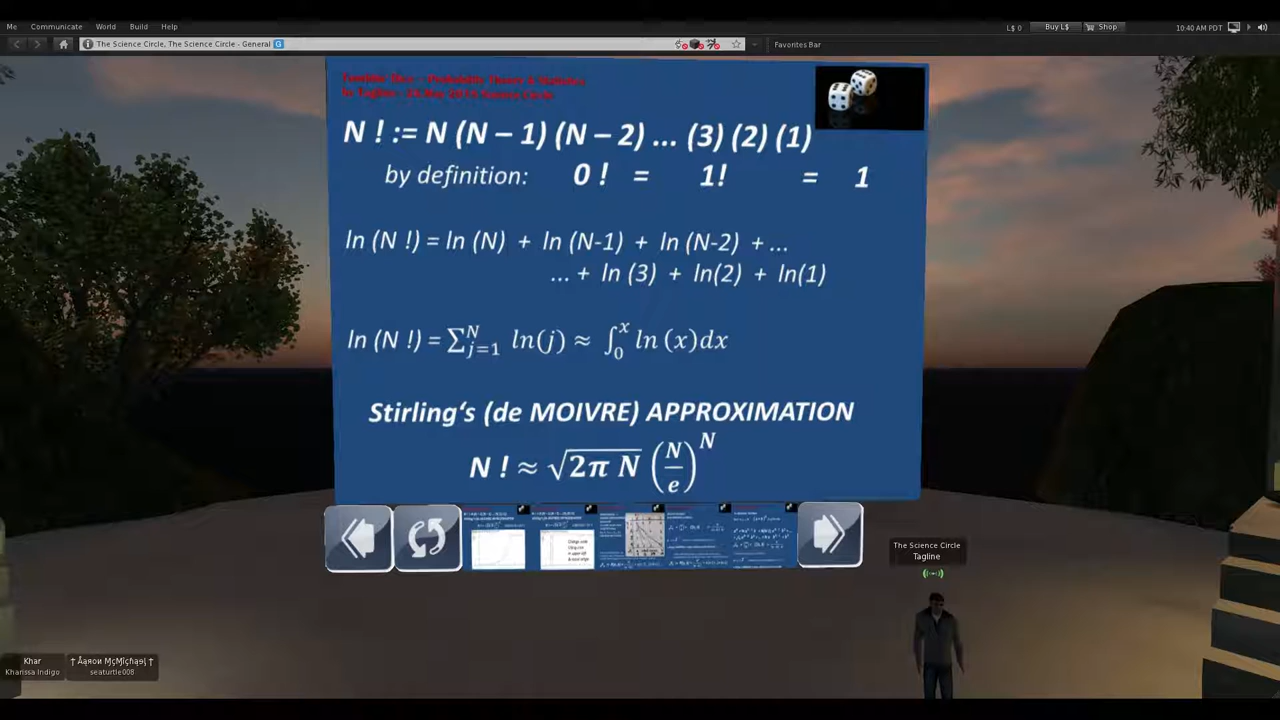 Me Communicate World Build Help
L$ 0 Buy L$ Shop 10:40 AM PDT
The Science Circle, The Science Circle - General G
Favorites Bar
N ! := N (N – 1) (N – 2) ... (3) (2) (1)
by definition: 0 ! = 1! = 1
ln (N !) = ln (N) + ln (N-1) + ln (N-2) + ...
... + ln (3) + ln(2) + ln(1)
ln (N !) = ∑_{j=1}^{N} ln(j) ≈ ∫_0^x ln (x)dx
Stirling‘s (de MOIVRE) APPROXIMATION
N ! ≈ √(2π N) (N/e)^N
The Science Circle
Tagline
Khar
Kharissa Indigo
seaturtle008